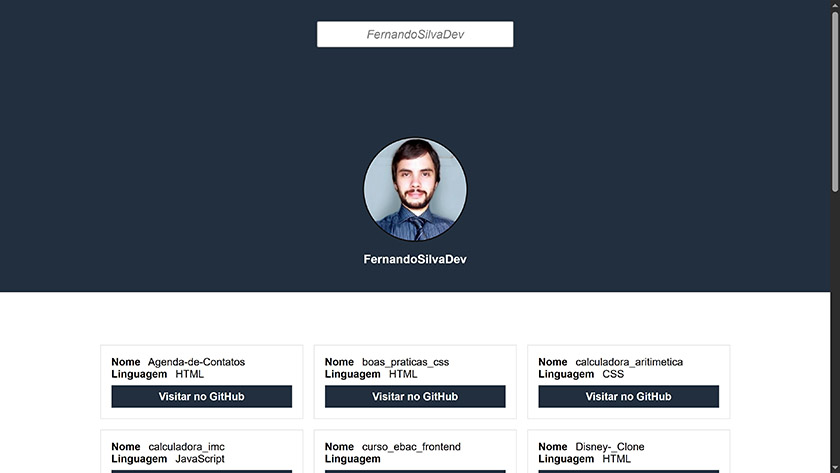 FernandoSilvaDev
FernandoSilvaDev
Nome Agenda-de-Contatos
Linguagem HTML
Visitar no GitHub
Nome boas_praticas_css
Linguagem HTML
Visitar no GitHub
Nome calculadora_aritimetica
Linguagem CSS
Visitar no GitHub
Nome calculadora_imc
Linguagem JavaScript
Nome curso_ebac_frontend
Linguagem
Nome Disney-_Clone
Linguagem HTML